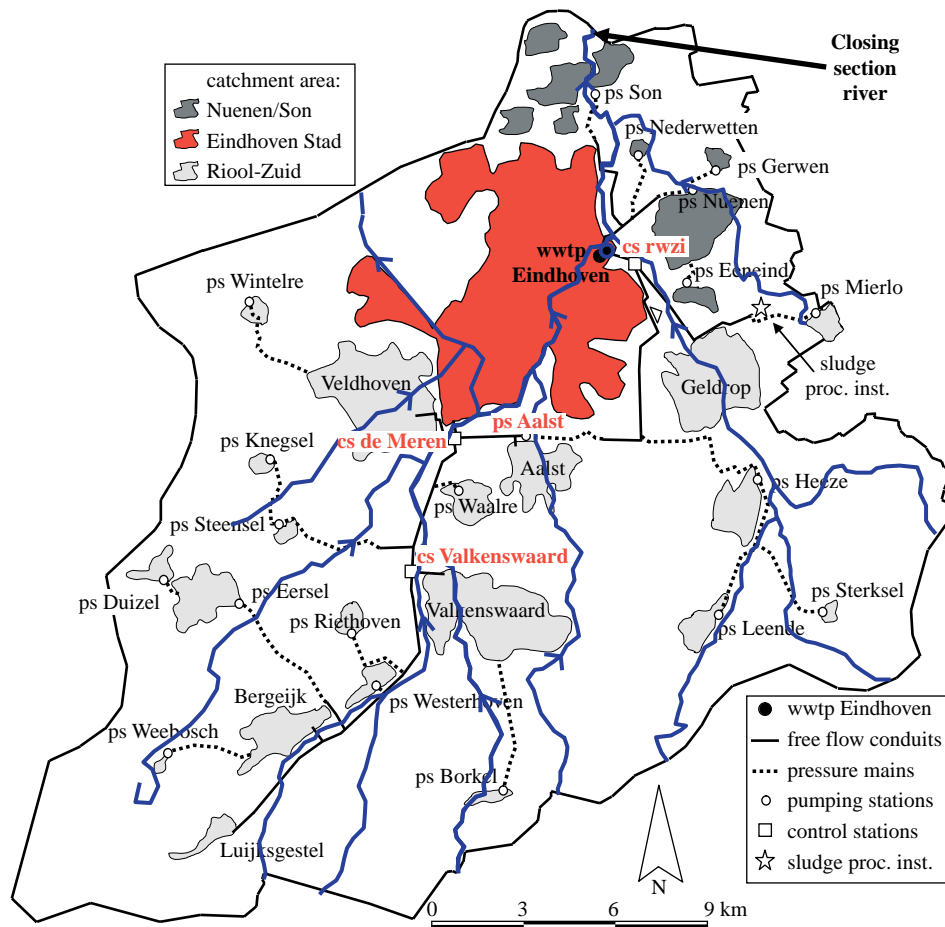 Closing
section
river
catchment area:
Nuenen/Son
Eindhoven Stad
Riool-Zuid
ps Son
ps Nederwetten
ps Gerwen
ps Nuenen
cs rwzi
wwtp
Eindhoven
ps Eeneind
ps Mierlo
ps Wintelre
sludge
proc. inst.
Veldhoven
Geldrop
ps Aalst
cs de Meren
ps Knegsel
Aalst
ps Heeze
ps Waalre
ps Steensel
cs Valkenswaard
ps Duizel
ps Eersel
ps Sterksel
Valkenswaard
ps Riethoven
ps Leende
Bergeijk
ps Westerhoven
ps Weebosch
ps Borkel
Luijksgestel
wwtp Eindhoven
free flow conduits
pressure mains
pumping stations
control stations
sludge proc. inst.
N
0 3 6 9 km